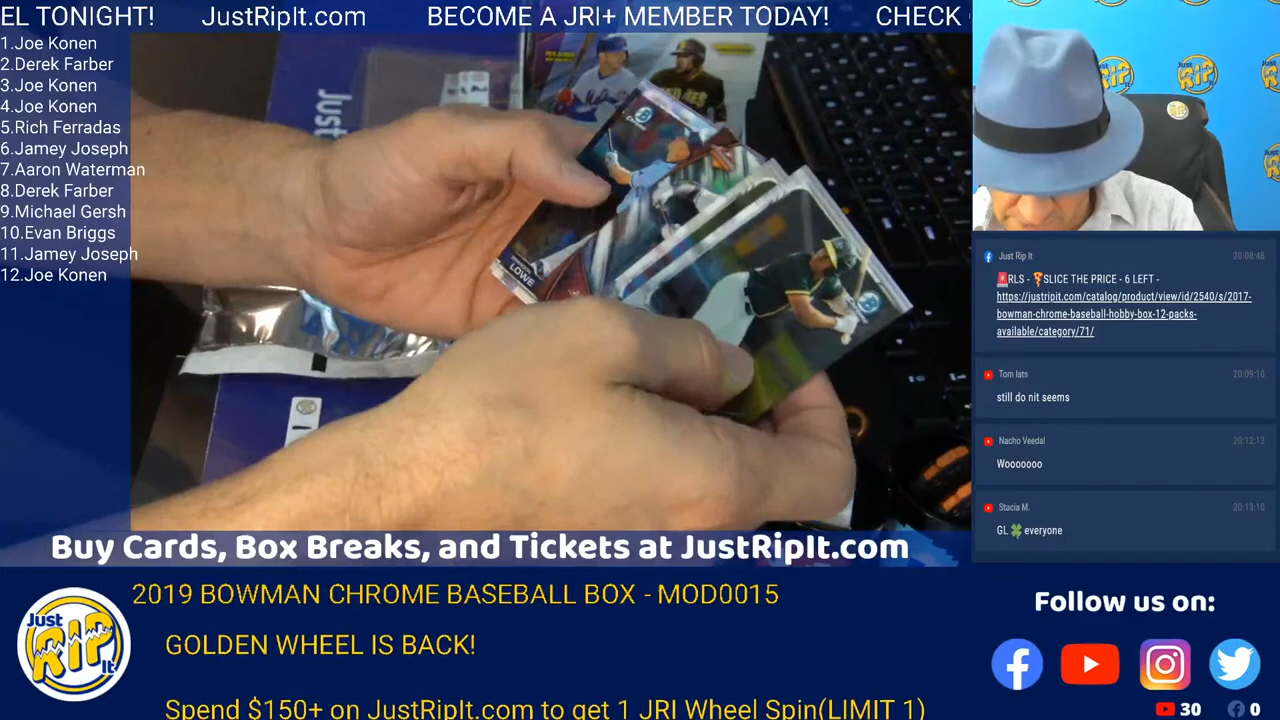 EL TONIGHT! JustRipIt.com BECOME A JRI+ MEMBER TODAY! CHECK
1.Joe Konen
2.Derek Farber
3.Joe Konen
4.Joe Konen
5.Rich Ferradas
6.Jamey Joseph
7.Aaron Waterman
8.Derek Farber
9.Michael Gersh
10.Evan Briggs
11.Jamey Joseph
12.Joe Konen
Just
LOWE
Just Rip It 20:08:48
🚨RLS - 🍕SLICE THE PRICE - 6 LEFT -
https://justripit.com/catalog/product/view/id/2540/s/2017-
bowman-chrome-baseball-hobby-box-12-packs-
available/category/71/
Tom Iats 20:09:10
still do nit seems
Nacho Veedal 20:12:13
Wooooooo
Stacia M. 20:13:10
GL🍀everyone
Buy Cards, Box Breaks, and Tickets at JustRipIt.com
Just
RIP
It
2019 BOWMAN CHROME BASEBALL BOX - MOD0015
GOLDEN WHEEL IS BACK!
Spend $150+ on JustRipIt.com to get 1 JRI Wheel Spin(LIMIT 1)
Follow us on:
30 0